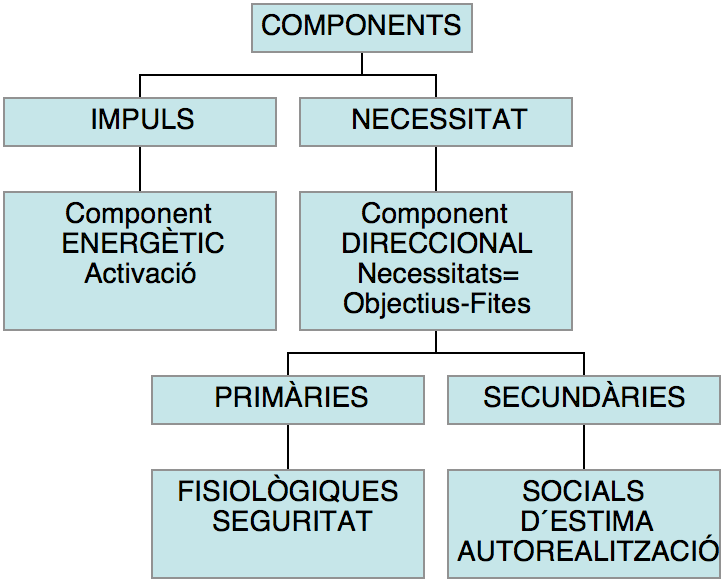 COMPONENTS
IMPULS
NECESSITAT
Component
ENERGÈTIC
Activació
Component
DIRECCIONAL
Necessitats=
Objectius-Fites
PRIMÀRIES
SECUNDÀRIES
FISIOLÒGIQUES
SEGURITAT
SOCIALS
D´ESTIMA
AUTOREALITZACIÓ